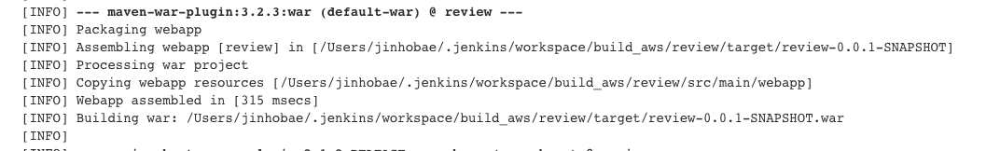 [INFO] --- maven-war-plugin:3.2.3:war (default-war) @ review ---
[INFO] Packaging webapp
[INFO] Assembling webapp [review] in [/Users/jinhobae/.jenkins/workspace/build_aws/review/target/review-0.0.1-SNAPSHOT]
[INFO] Processing war project
[INFO] Copying webapp resources [/Users/jinhobae/.jenkins/workspace/build_aws/review/src/main/webapp]
[INFO] Webapp assembled in [315 msecs]
[INFO] Building war: /Users/jinhobae/.jenkins/workspace/build_aws/review/target/review-0.0.1-SNAPSHOT.war
[INFO]